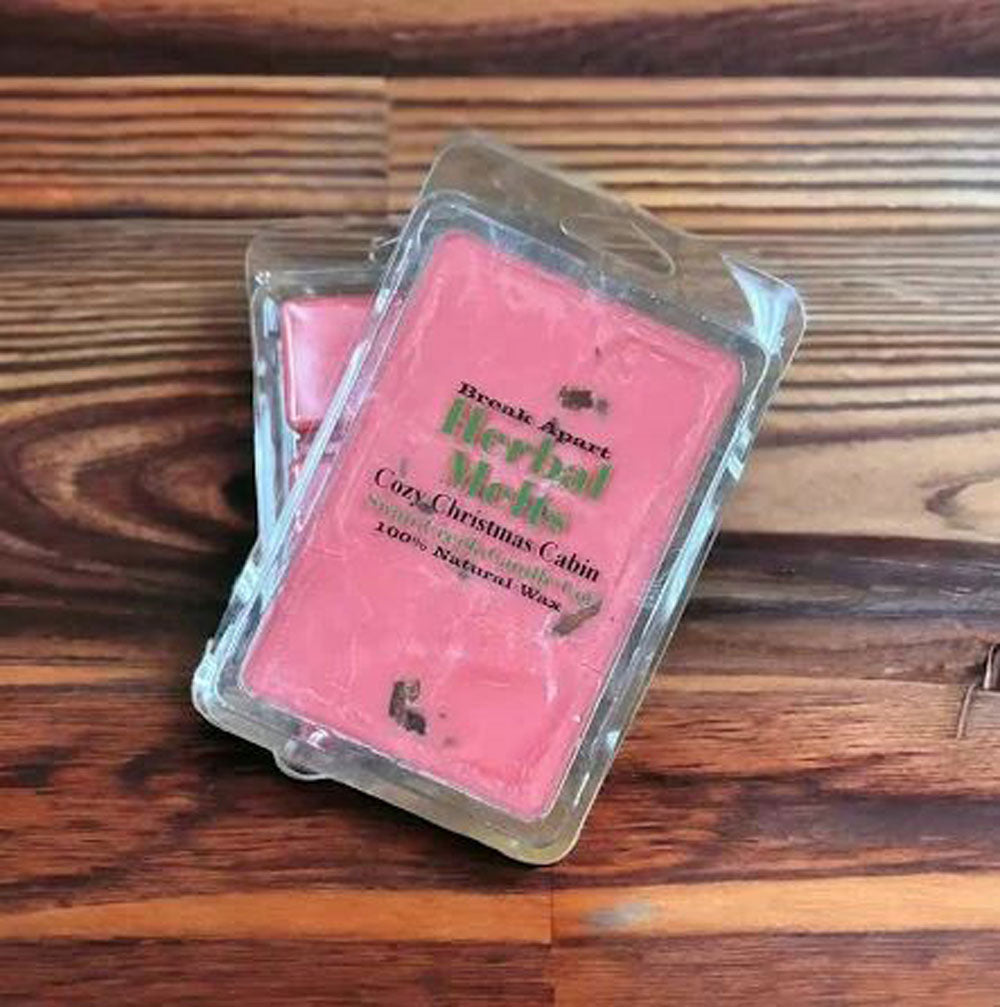 Break Apart
Herbal
Melts
Cozy Christmas Cabin
100% Natural Wax